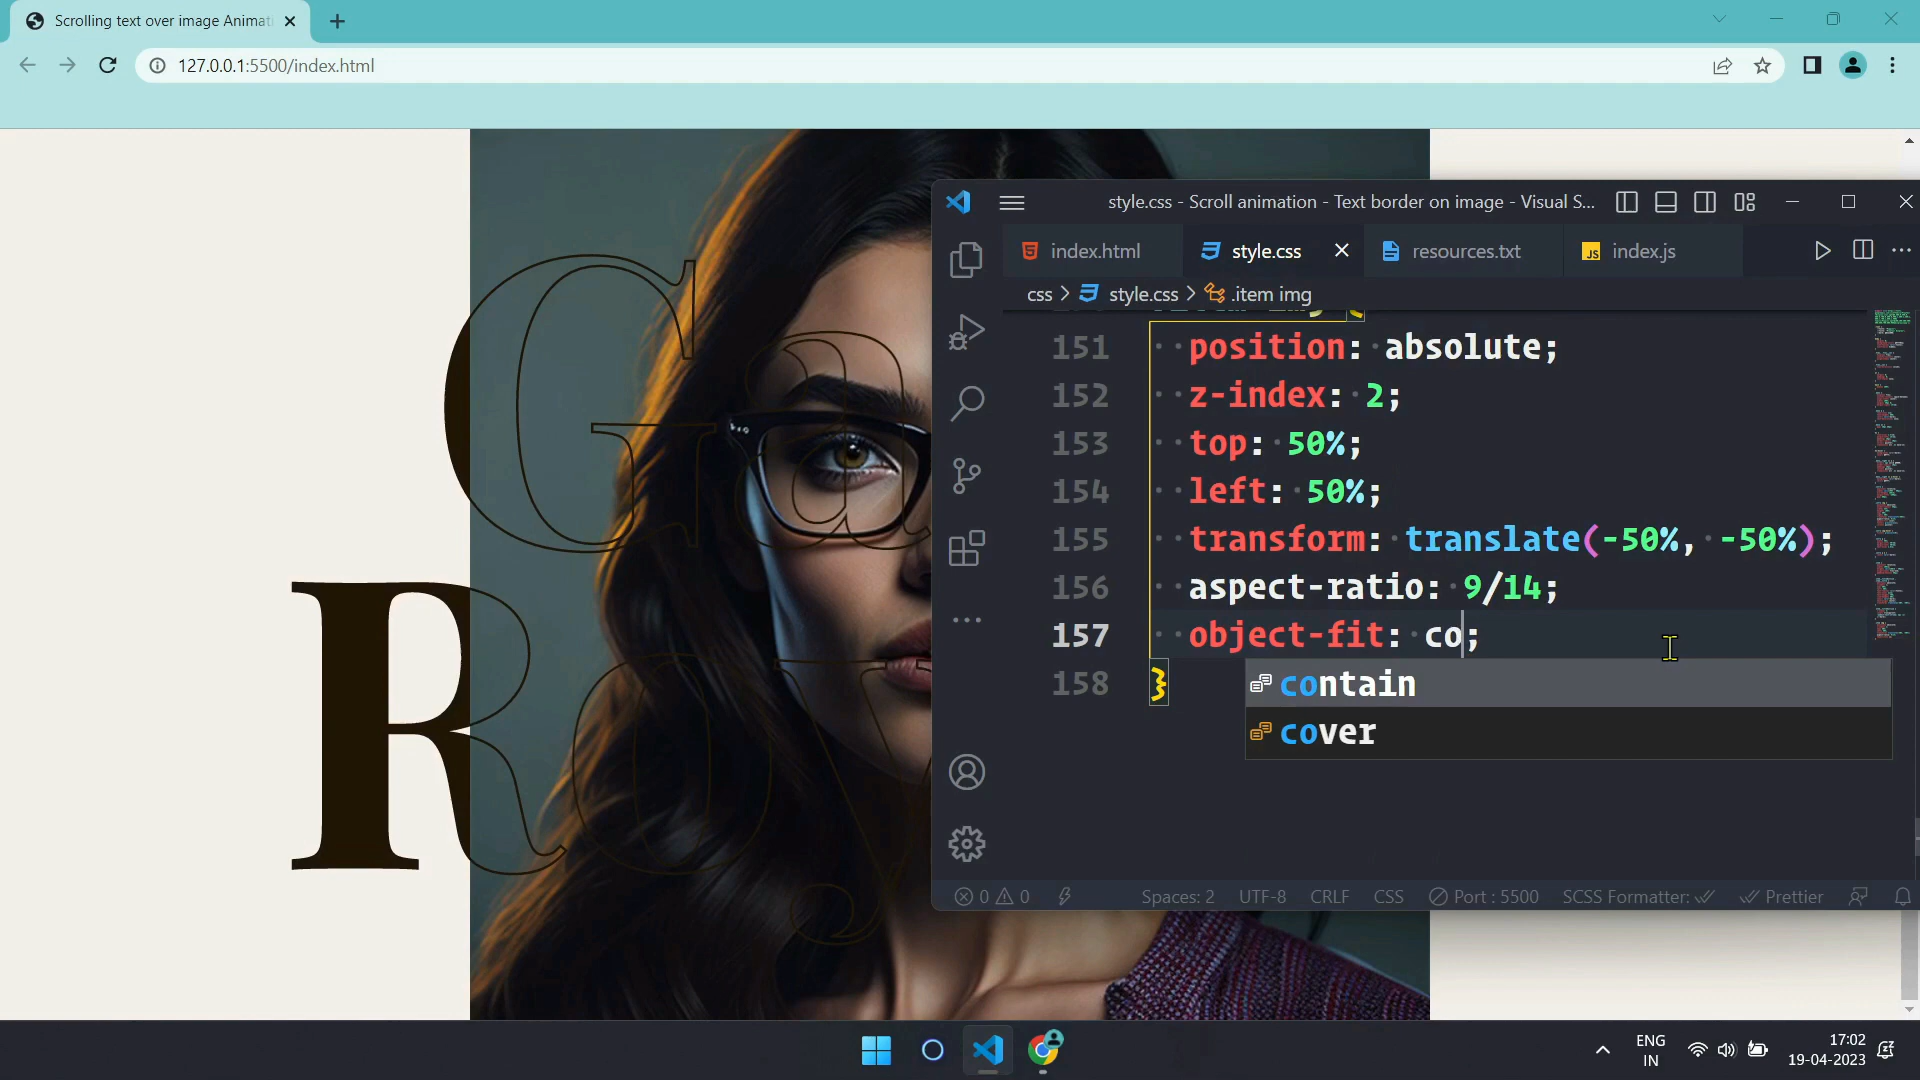 Scrolling text over image Animati
127.0.0.1:5500/index.html
Ga
Roy
style.css - Scroll animation - Text border on image - Visual S...
index.html
style.css
resources.txt
JS index.js
css > style.css > .item img
151 position: absolute;
152 z-index: 2;
153 top: 50%;
154 left: 50%;
155 transform: translate(-50%, -50%);
156 aspect-ratio: 9/14;
157 object-fit: co;
158 }
contain
cover
0 0 Spaces: 2 UTF-8 CRLF CSS Port : 5500 SCSS Formatter: Prettier
ENG
IN
17:02
19-04-2023